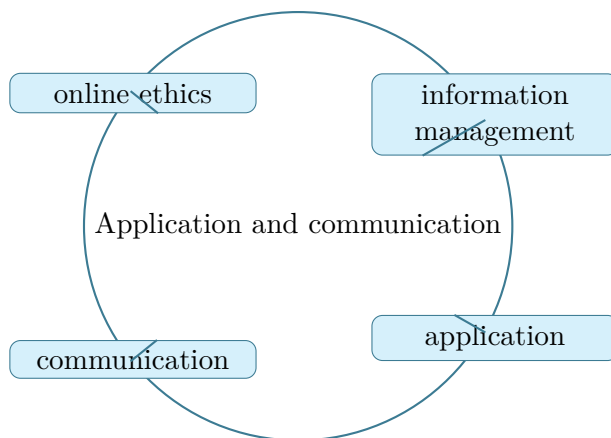 online ethics
information
management
Application and communication
communication
application